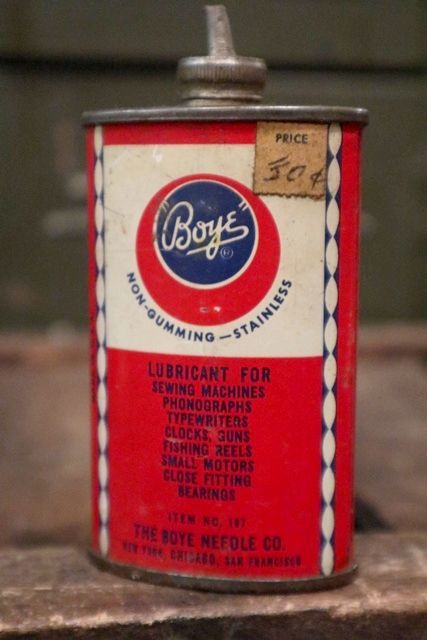 PRICE
50¢
"Boye"
®
NON-GUMMING—STAINLESS
LUBRICANT FOR
SEWING MACHINES
PHONOGRAPHS
TYPEWRITERS
CLOCKS, GUNS
FISHING REELS
SMALL MOTORS
CLOSE FITTING
BEARINGS
ITEM NO. 197
THE BOYE NEEDLE CO.
NEW YORK, CHICAGO, SAN FRANCISCO